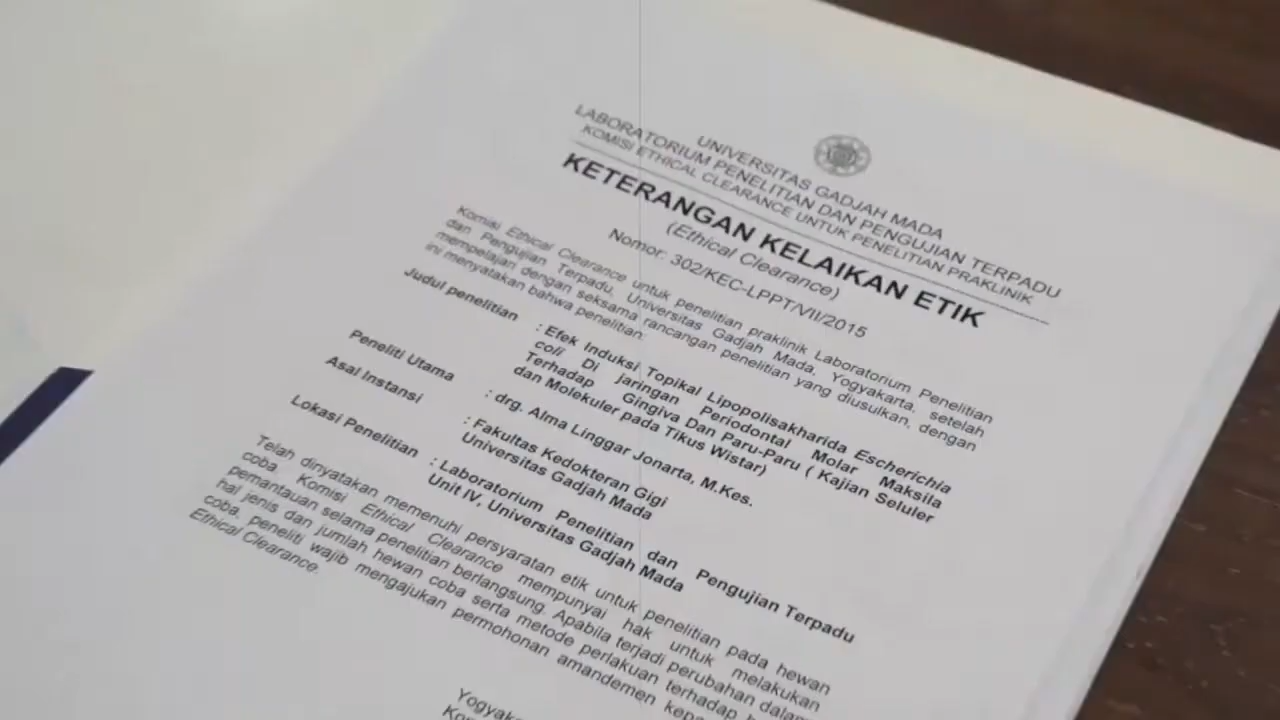 UNIVERSITAS GADJAH MADA
LABORATORIUM PENELITIAN DAN PENGUJIAN TERPADU
KOMISI ETHICAL CLEARANCE UNTUK PENELITIAN PRAKLINIK
KETERANGAN KELAIKAN ETIK
(Ethical Clearance)
Nomor: 302/KEC-LPPT/VII/2015
Komisi Ethical Clearance untuk penelitian praklinik Laboratorium Penelitian
dan Pengujian Terpadu, Universitas Gadjah Mada, Yogyakarta, setelah
mempelajari dengan seksama rancangan penelitian yang diusulkan, dengan
ini menyatakan bahwa penelitian:
Judul penelitian : Efek Induksi Topikal Lipopolisakharida Escherichia
coli Di jaringan Periodontal Molar Maksila
Terhadap Gingiva Dan Paru-Paru ( Kajian Seluler
dan Molekuler pada Tikus Wistar)
Peneliti Utama : drg. Alma Linggar Jonarta, M.Kes.
Asal Instansi : Fakultas Kedokteran Gigi
Universitas Gadjah Mada
Lokasi Penelitian : Laboratorium Penelitian dan Pengujian Terpadu
Unit IV, Universitas Gadjah Mada
Telah dinyatakan memenuhi persyaratan etik untuk penelitian pada hewan
coba. Komisi Ethical Clearance mempunyai hak untuk melakukan
pemantauan selama penelitian berlangsung. Apabila terjadi perubahan dalam
hal jenis dan jumlah hewan coba serta metode perlakuan terhadap
coba, peneliti wajib mengajukan permohonan amandemen
Ethical Clearance.